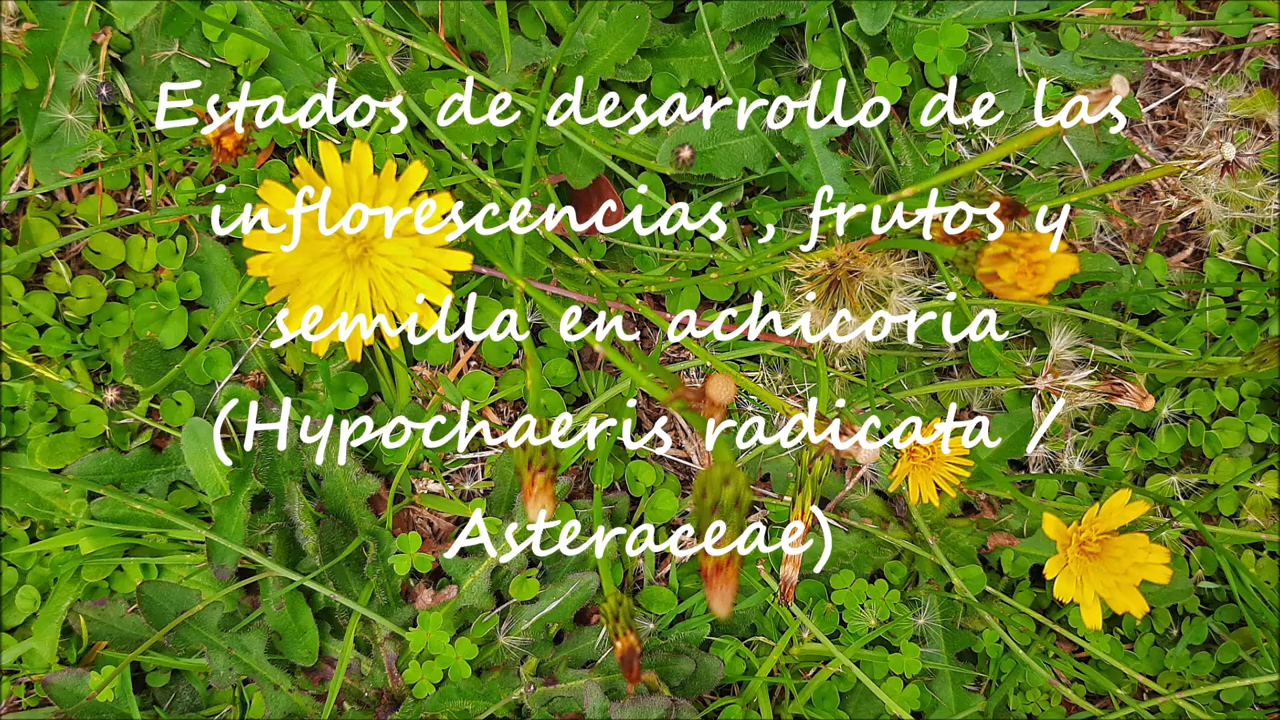 Estados de desarrollo de las
inflorescencias , frutos y
semilla en achicoria
(Hypochaeris radicata /
Asteraceae)